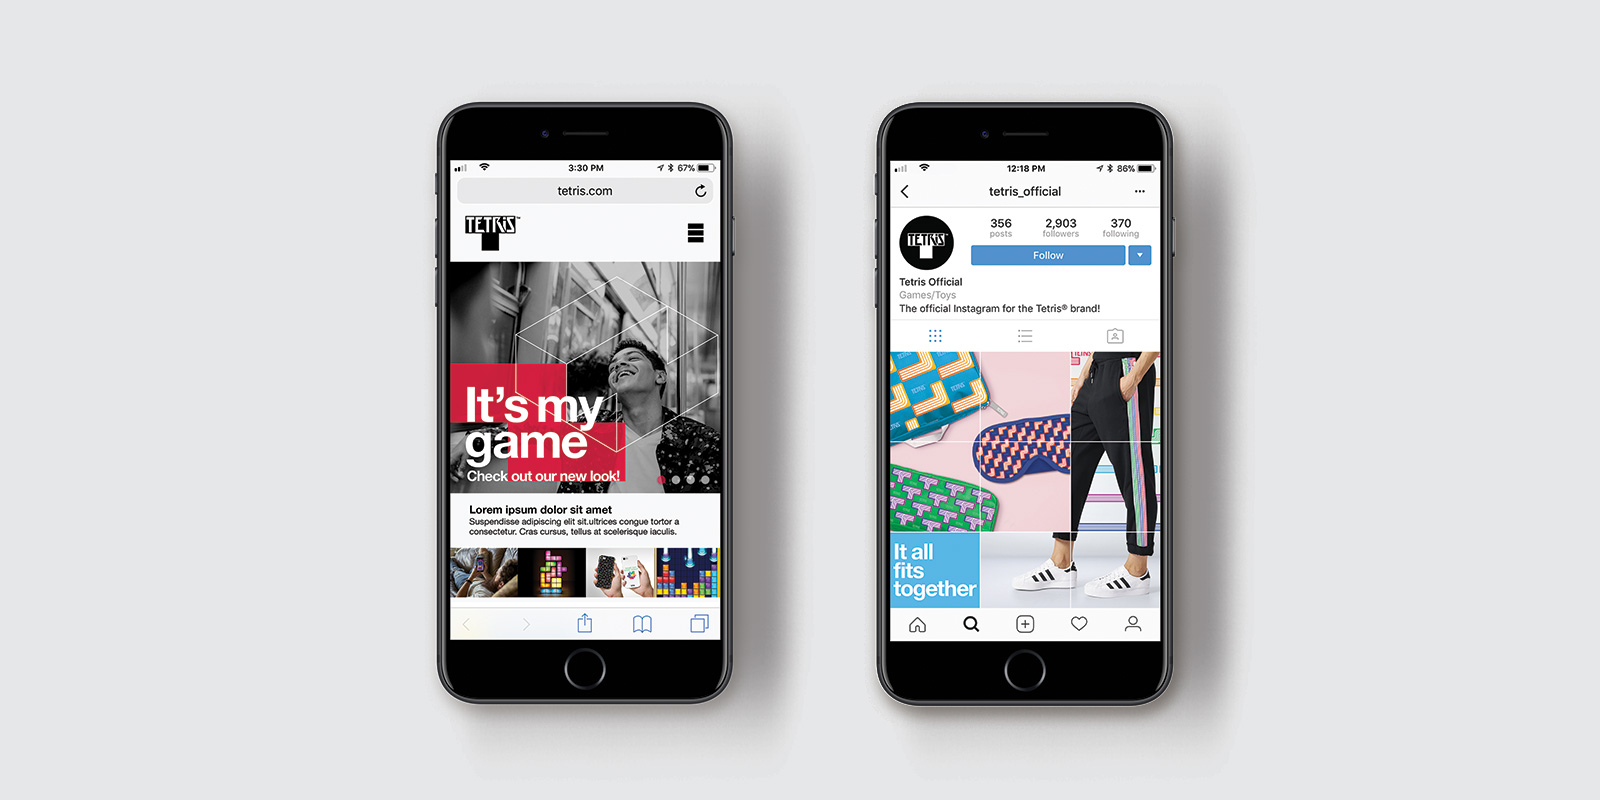 3:30 PM
67%
tetris.com
TETRiS™
It's my
game
Check out our new look!
Lorem ipsum dolor sit amet
Suspendisse adipiscing elit sit.ultrices congue tortor a
consectetur. Cras cursus, tellus at scelerisque iaculis.
12:18 PM
86%
tetris_official
TETRiS
356
2,903
370
posts
followers
following
Follow
Tetris Official
Games/Toys
The official Instagram for the Tetris® brand!
It all
fits
together